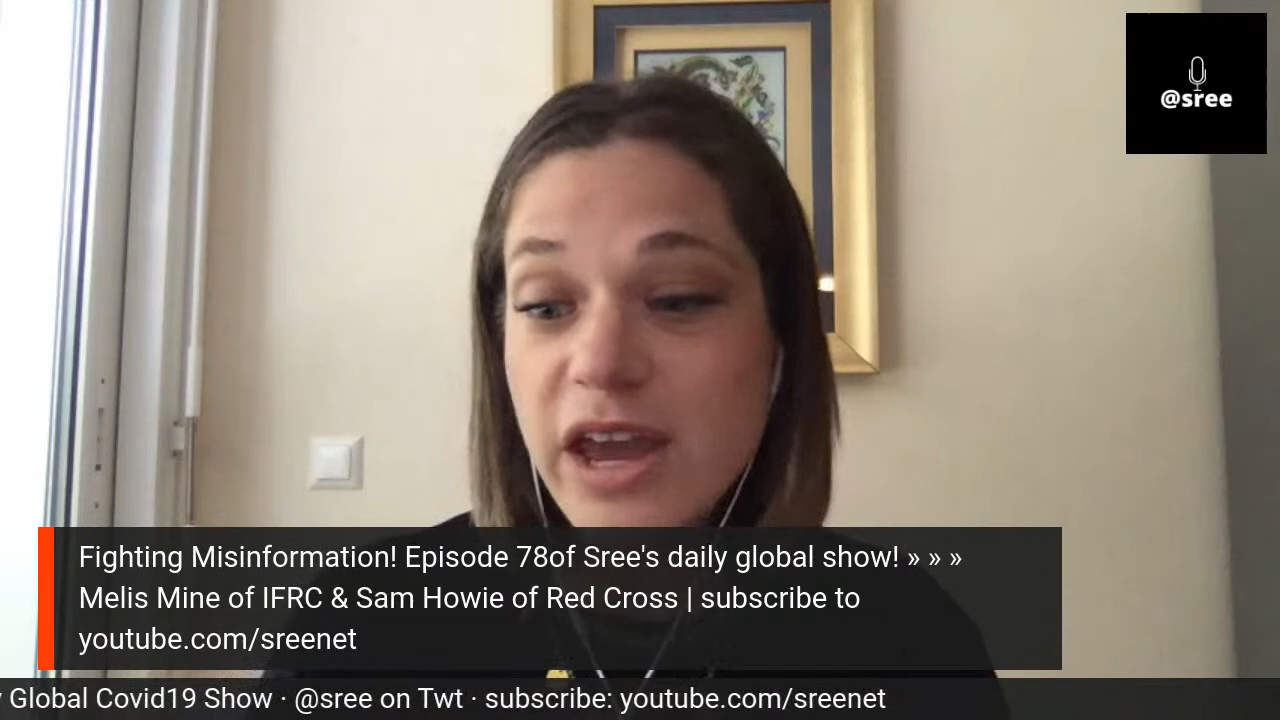 @sree
Fighting Misinformation! Episode 78of Sree's daily global show! » » »
Melis Mine of IFRC & Sam Howie of Red Cross | subscribe to
youtube.com/sreenet
Global Covid19 Show · @sree on Twt · subscribe: youtube.com/sreenet